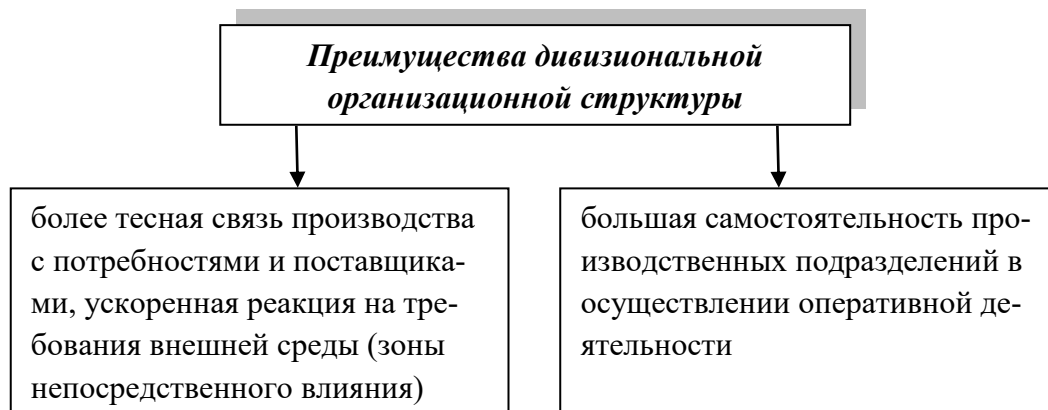 Преимущества дивизиональной
организационной структуры
более тесная связь производства
с потребностями и поставщика-
ми, ускоренная реакция на тре-
бования внешней среды (зоны
непосредственного влияния)
большая самостоятельность про-
изводственных подразделений в
осуществлении оперативной де-
ятельности